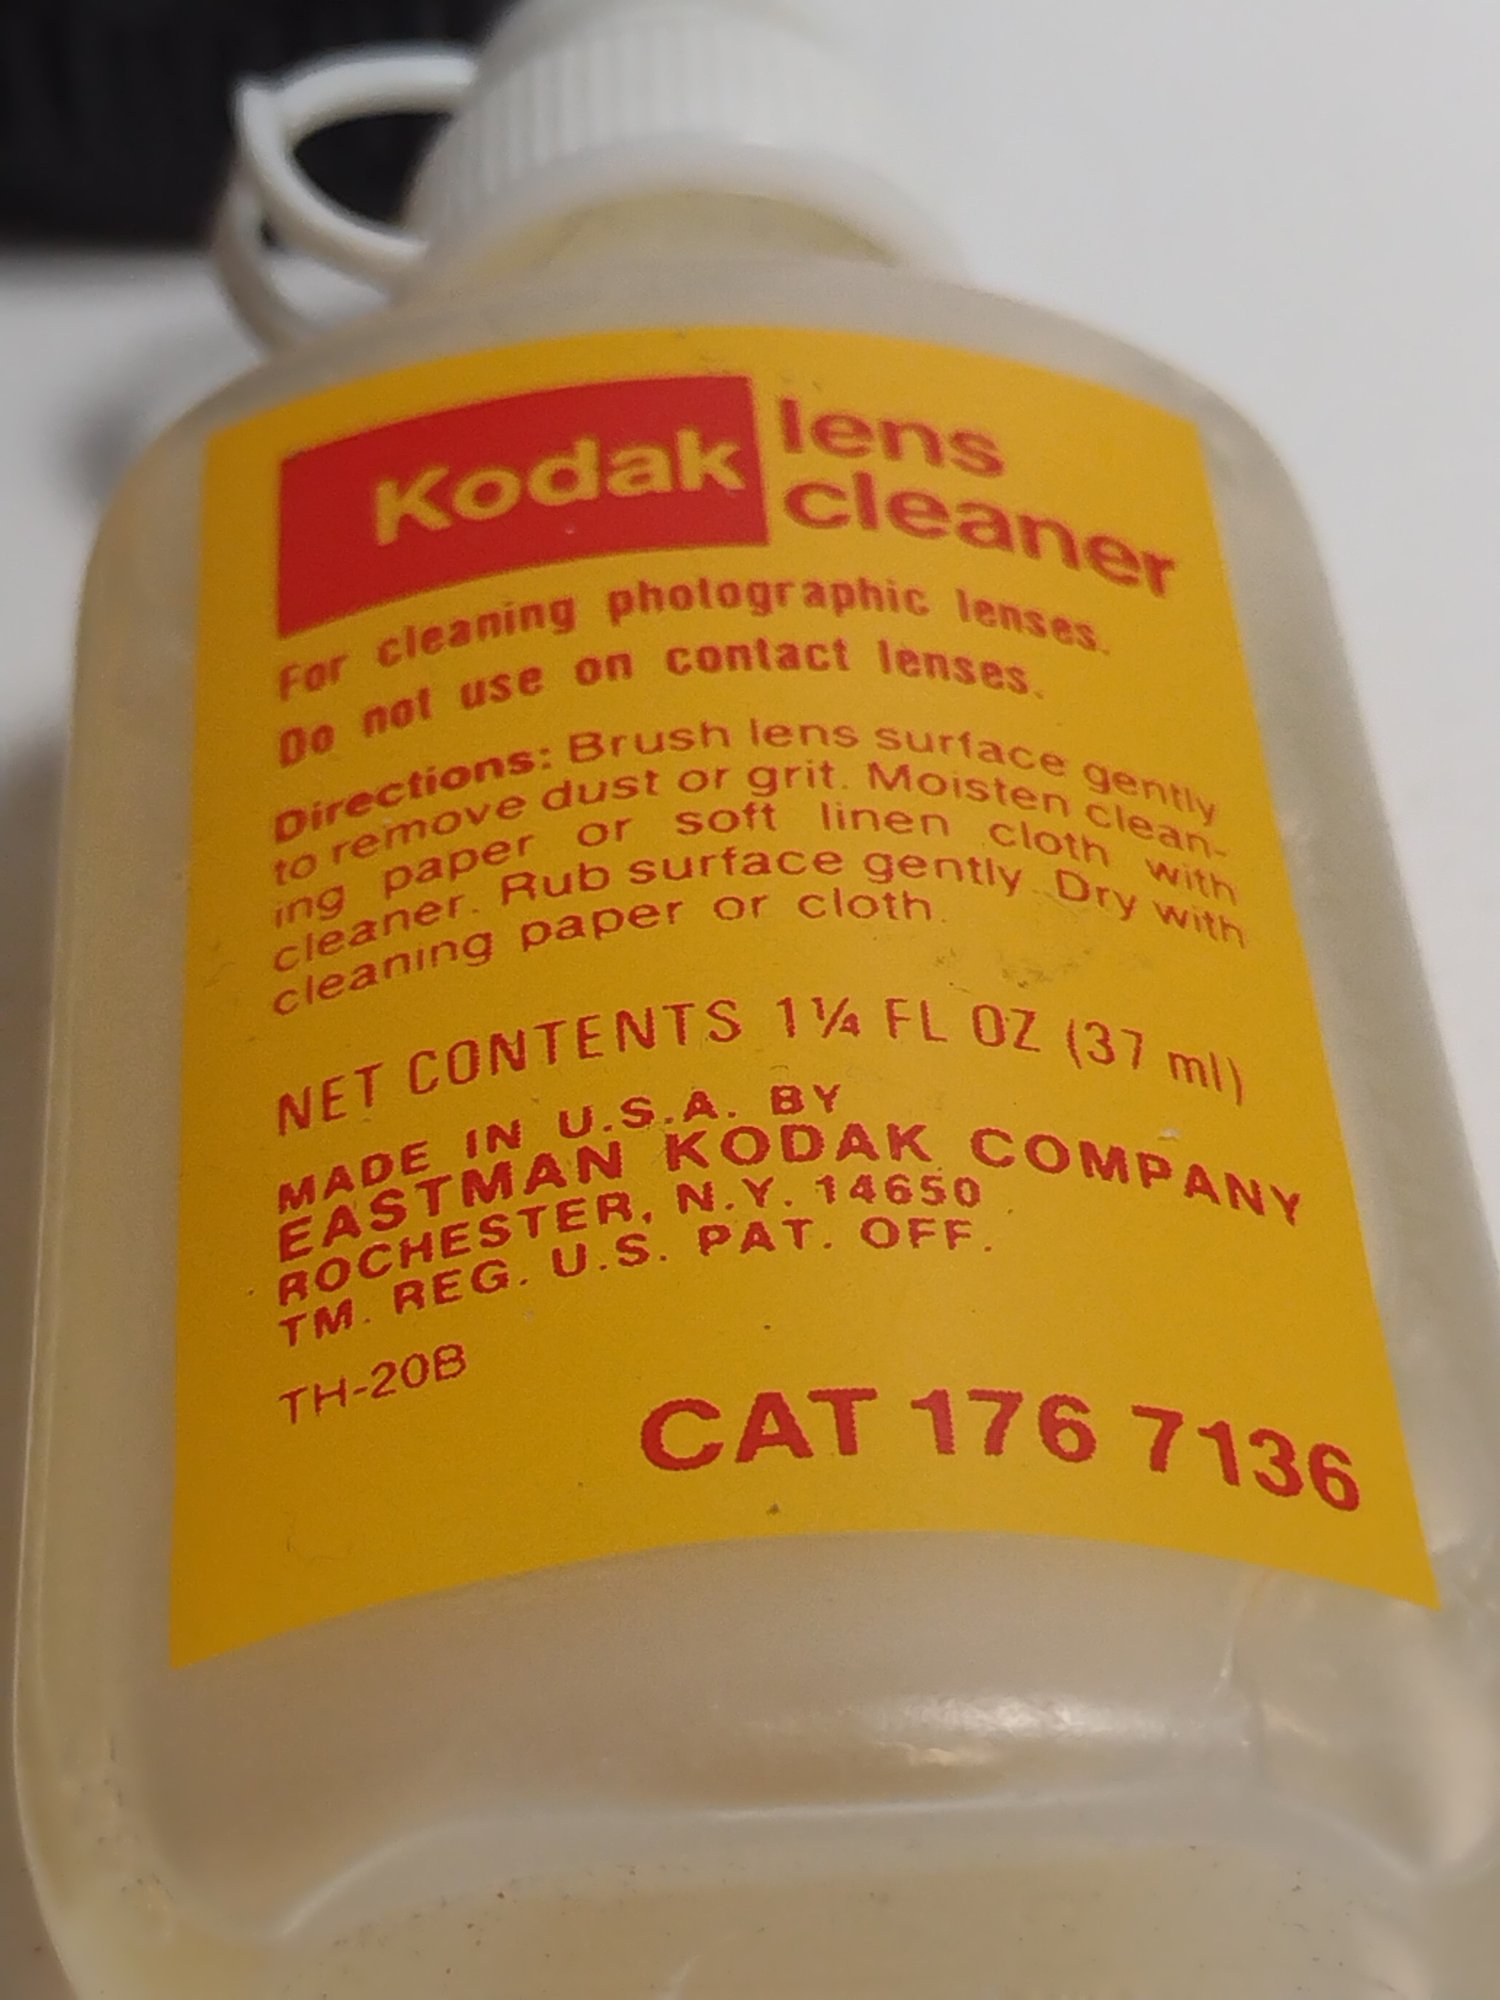 Kodak lens
cleaner
For cleaning photographic lenses.
Do not use on contact lenses.
Directions: Brush lens surface gently
to remove dust or grit. Moisten clean-
ing paper or soft linen cloth with
cleaner. Rub surface gently. Dry with
cleaning paper or cloth.
NET CONTENTS 1¼ FL OZ (37 ml)
MADE IN U.S.A. BY
EASTMAN KODAK COMPANY
ROCHESTER, N.Y. 14650
TM. REG. U.S. PAT. OFF.
TH-20B
CAT 176 7136